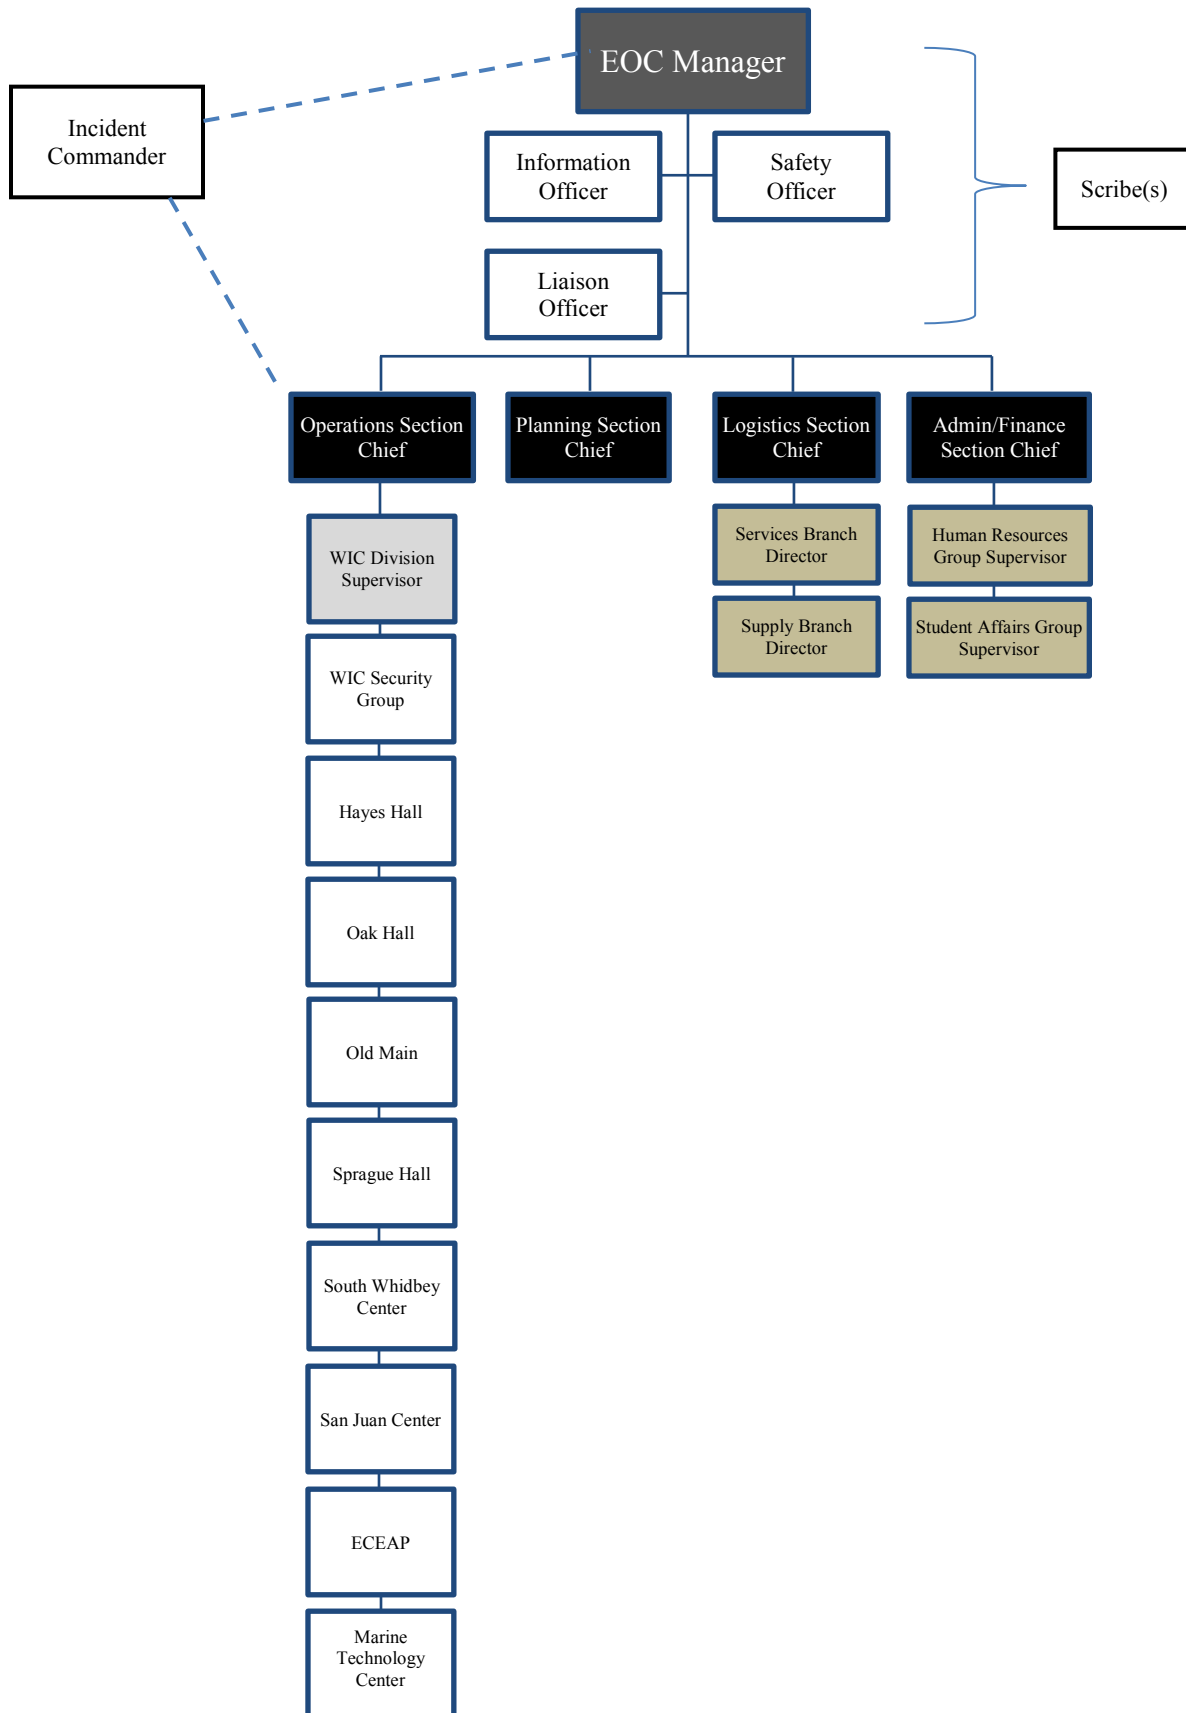 EOC Manager
Incident
Commander
Information
Officer
Safety
Officer
Scribe(s)
Liaison
Officer
Operations Section
Chief
Planning Section
Chief
Logistics Section
Chief
Admin/Finance
Section Chief
WIC Division
Supervisor
Services Branch
Director
Human Resources
Group Supervisor
Supply Branch
Director
Student Affairs Group
Supervisor
WIC Security
Group
Hayes Hall
Oak Hall
Old Main
Sprague Hall
South Whidbey
Center
San Juan Center
ECEAP
Marine
Technology
Center